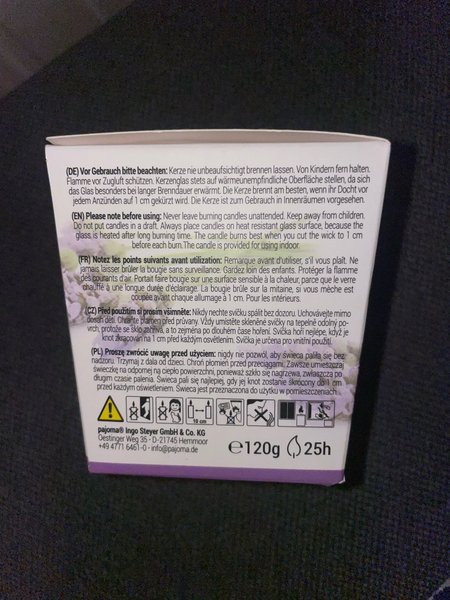 (DE) Vor Gebrauch bitte beachten: Kerze nie unbeaufsichtigt brennen lassen. Von Kindern fern halten.
Flamme vor Zugluft schützen. Kerzenglas stets auf wärmeunempfindliche Oberfläche stellen, da sich
das Glas besonders bei langer Brenndauer erwärmt. Die Kerze brennt am besten, wenn ihr Docht vor
jedem Anzünden auf 1 cm gekürzt wird. Die Kerze ist zum Gebrauch in Innenräumen vorgesehen.
(EN) Please note before using: Never leave burning candles unattended. Keep away from children.
Do not put candles in a draft. Always place candles on heat resistant glass surface, because the
glass is heated after long burning time. The candle burns best when you cut the wick to 1 cm
before each burn.The candle is provided for using indoor.
(FR) Notez les points suivants avant utilization: Remarque avant d'utiliser, s'il vous plaît. Ne
jamais laisser brûler la bougie sans surveillance. Gardez loin des enfants. Protéger la flamme
des courants d'air. Portait faire bougie sur une surface sensible à la chaleur, parce que le verre
chauffé à une longue durée d'éclairage. La bougie brûle sur la mitaine, si vous mèche est
coupée avant chaque allumage à 1 cm. Pour les intérieurs.
(CZ) Před použitím si prosím všimněte: Nikdy nechte svíčku spálit bez dozoru. Uchovávejte mimo
dosah dětí. Chraňte plamen před průvany. Vždy umístěte skleněné svíčku na tepelně odolný po-
vrch, protože se sklo zahřívá, a to zejména po dlouhém čase hoření. Svíčka hoří nejlépe, když je
knot zkrácován na 1 cm před každým osvětlením. Svíčka je určena pro vnitřní použití.
(PL) Proszę zwrócić uwagę przed użyciem: nigdy nie pozwól, aby świeca paliła się bez
nadzoru. Trzymaj z dala od dzieci. Chroń płomień przed przeciągami. Zawsze umieszczaj
świeczkę na odpornej na ciepło powierzchni, ponieważ szkło się nagrzewa, zwłaszcza po
długim czasie palenia. Świeca pali się najlepiej, gdy jej knot zostanie skrócony do 1 cm
przed każdym oświetleniem. Świeca jest przeznaczona do użytku w pomieszczeniach.
10 cm
pajoma® Ingo Steyer GmbH & Co. KG
Oestinger Weg 35 - D-21745 Hemmoor
+49 4771 6461-0 - info@pajoma.de
℮120g 25h